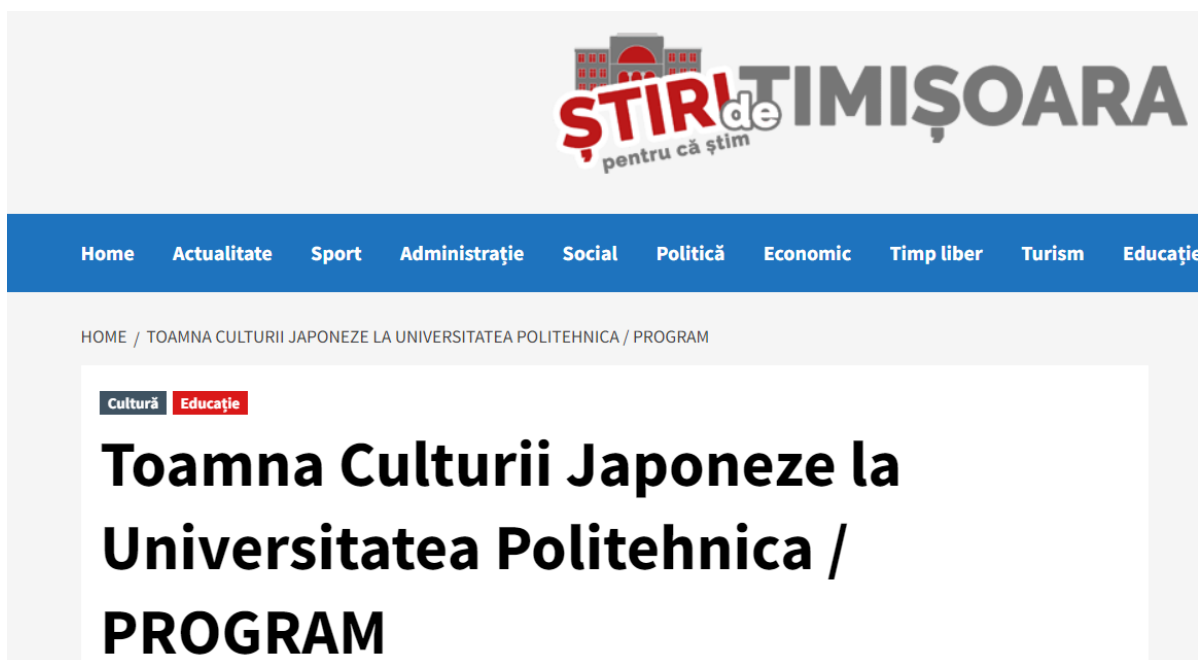 ȘTIRI de TIMIȘOARA
pentru că știm
Home Actualitate Sport Administrație Social Politică Economic Timp liber Turism Educație
HOME / TOAMNA CULTURII JAPONEZE LA UNIVERSITATEA POLITEHNICA / PROGRAM
Cultură Educație
Toamna Culturii Japoneze la
Universitatea Politehnica /
PROGRAM